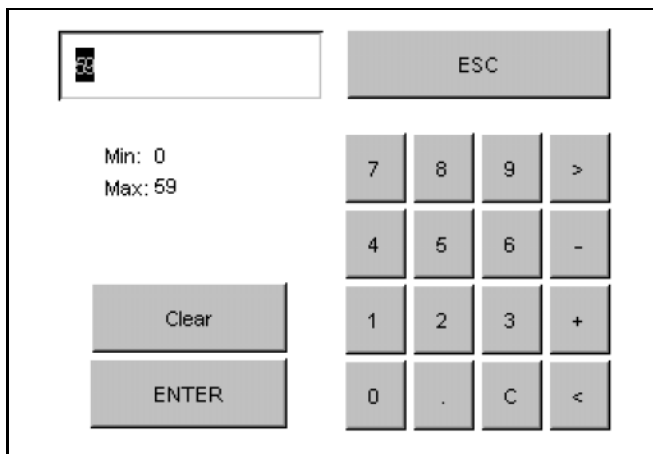 59 ESC
Min: 0
Max: 59
7 8 9 >
4 5 6 -
Clear 1 2 3 +
ENTER 0 . C <